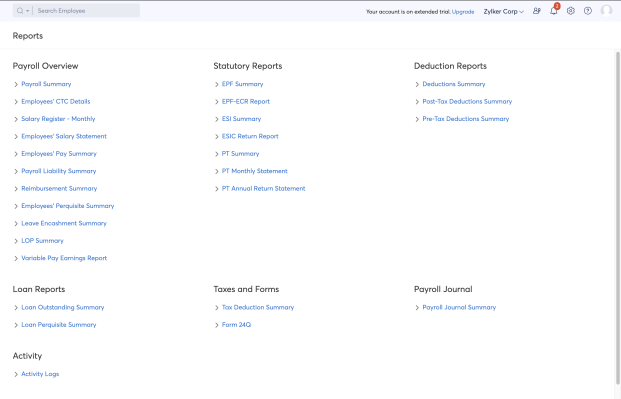 Search Employee
Your account is on extended trial. Upgrade
Zylker Corp
Reports
Payroll Overview
Payroll Summary
Employees' CTC Details
Salary Register - Monthly
Employees' Salary Statement
Employees' Pay Summary
Payroll Liability Summary
Reimbursement Summary
Employees' Perquisite Summary
Leave Encashment Summary
LOP Summary
Variable Pay Earnings Report
Statutory Reports
EPF Summary
EPF-ECR Report
ESI Summary
ESIC Return Report
PT Summary
PT Monthly Statement
PT Annual Return Statement
Deduction Reports
Deductions Summary
Post-Tax Deductions Summary
Pre-Tax Deductions Summary
Loan Reports
Loan Outstanding Summary
Loan Perquisite Summary
Taxes and Forms
Tax Deduction Summary
Form 24Q
Payroll Journal
Payroll Journal Summary
Activity
Activity Logs